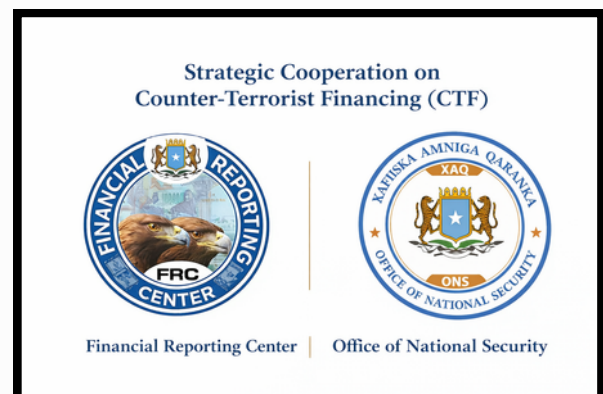 Strategic Cooperation on
Counter-Terrorist Financing (CTF)
FINANCIAL REPORTING
FRC
CENTER
XAFIISKA AMNIGA QARANKA
XAQ
ONS
OFFICE OF NATIONAL SECURITY
Financial Reporting Center | Office of National Security